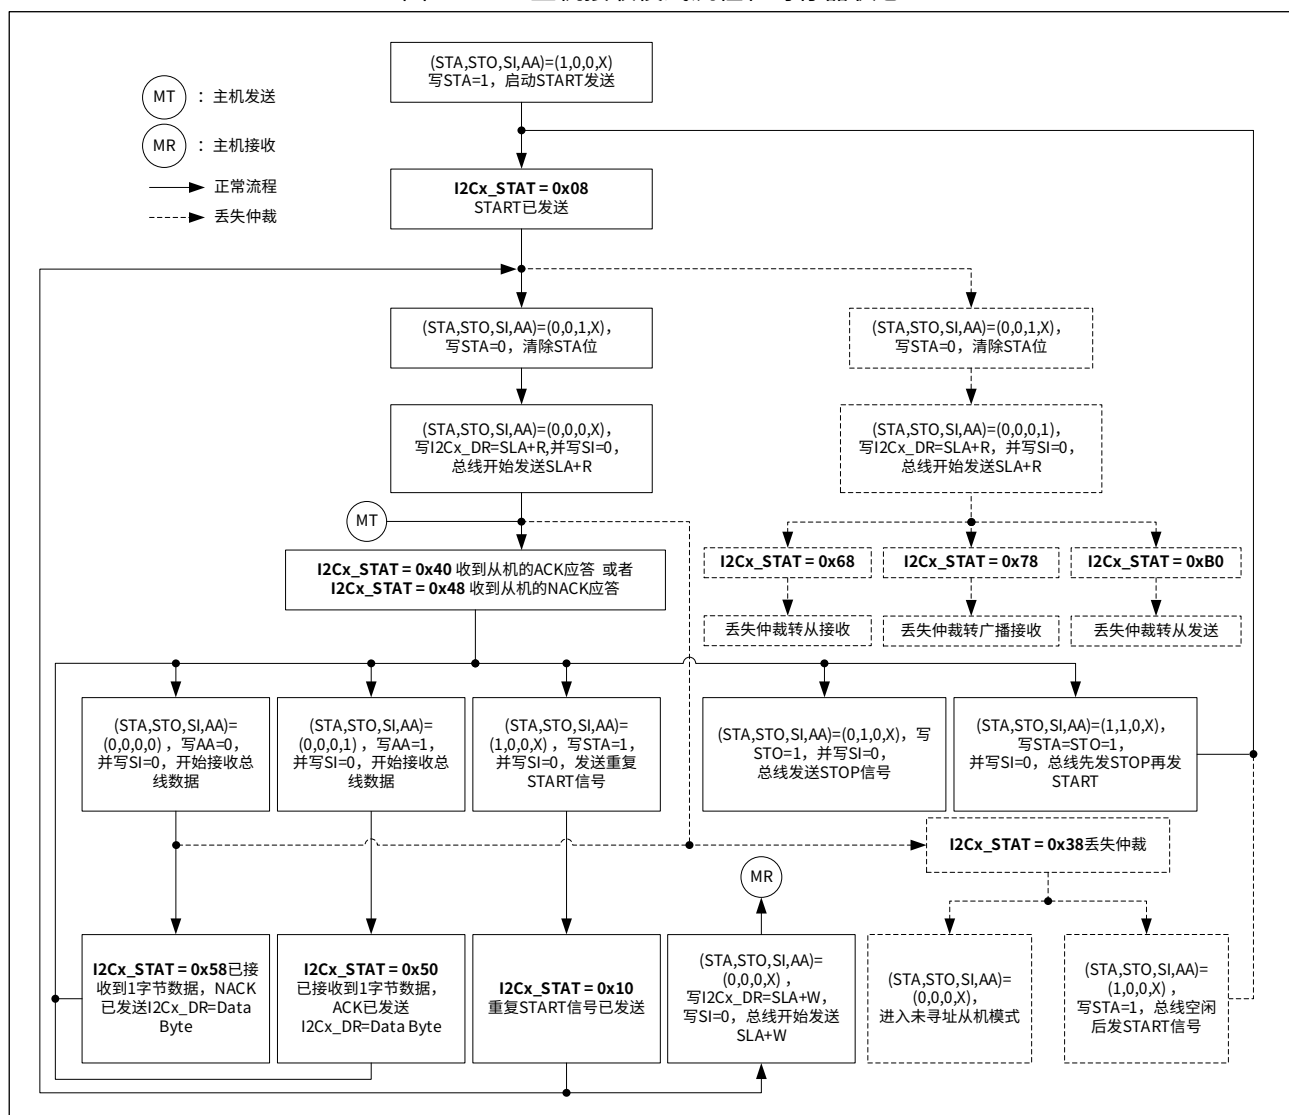 (STA,STO,SI,AA)=(1,0,0,X)
写STA=1，启动START发送
MT ：主机发送
MR ：主机接收
正常流程
丢失仲裁
I2Cx_STAT = 0x08
START已发送
(STA,STO,SI,AA)=(0,0,1,X)，
写STA=0，清除STA位
(STA,STO,SI,AA)=(0,0,1,X)，
写STA=0，清除STA位
(STA,STO,SI,AA)=(0,0,0,X)，
写I2Cx_DR=SLA+R,并写SI=0，
总线开始发送SLA+R
(STA,STO,SI,AA)=(0,0,0,1)，
写I2Cx_DR=SLA+R，并写SI=0，
总线开始发送SLA+R
MT
I2Cx_STAT = 0x40 收到从机的ACK应答 或者
I2Cx_STAT = 0x48 收到从机的NACK应答
I2Cx_STAT = 0x68
I2Cx_STAT = 0x78
I2Cx_STAT = 0xB0
丢失仲裁转从接收
丢失仲裁转广播接收
丢失仲裁转从发送
(STA,STO,SI,AA)=
(0,0,0,0) ，写AA=0，
并写SI=0，开始接收总
线数据
(STA,STO,SI,AA)=
(0,0,0,1) ，写AA=1，
并写SI=0，开始接收总
线数据
(STA,STO,SI,AA)=
(1,0,0,X) ，写STA=1，
并写SI=0，发送重复
START信号
(STA,STO,SI,AA)=(0,1,0,X)，写
STO=1，并写SI=0，
总线发送STOP信号
(STA,STO,SI,AA)=(1,1,0,X)，
写STA=STO=1，
并写SI=0，总线先发STOP再发
START
I2Cx_STAT = 0x38丢失仲裁
MR
I2Cx_STAT = 0x58已接
收到1字节数据，NACK
已发送I2Cx_DR=Data
Byte
I2Cx_STAT = 0x50
已接收到1字节数据，
ACK已发送
I2Cx_DR=Data Byte
I2Cx_STAT = 0x10
重复START信号已发送
(STA,STO,SI,AA)=
(0,0,0,X) ，
写I2Cx_DR=SLA+W，
写SI=0，总线开始发送
SLA+W
(STA,STO,SI,AA)=
(0,0,0,X)，
进入未寻址从机模式
(STA,STO,SI,AA)=
(1,0,0,X) ，
写STA=1，总线空闲
后发START信号